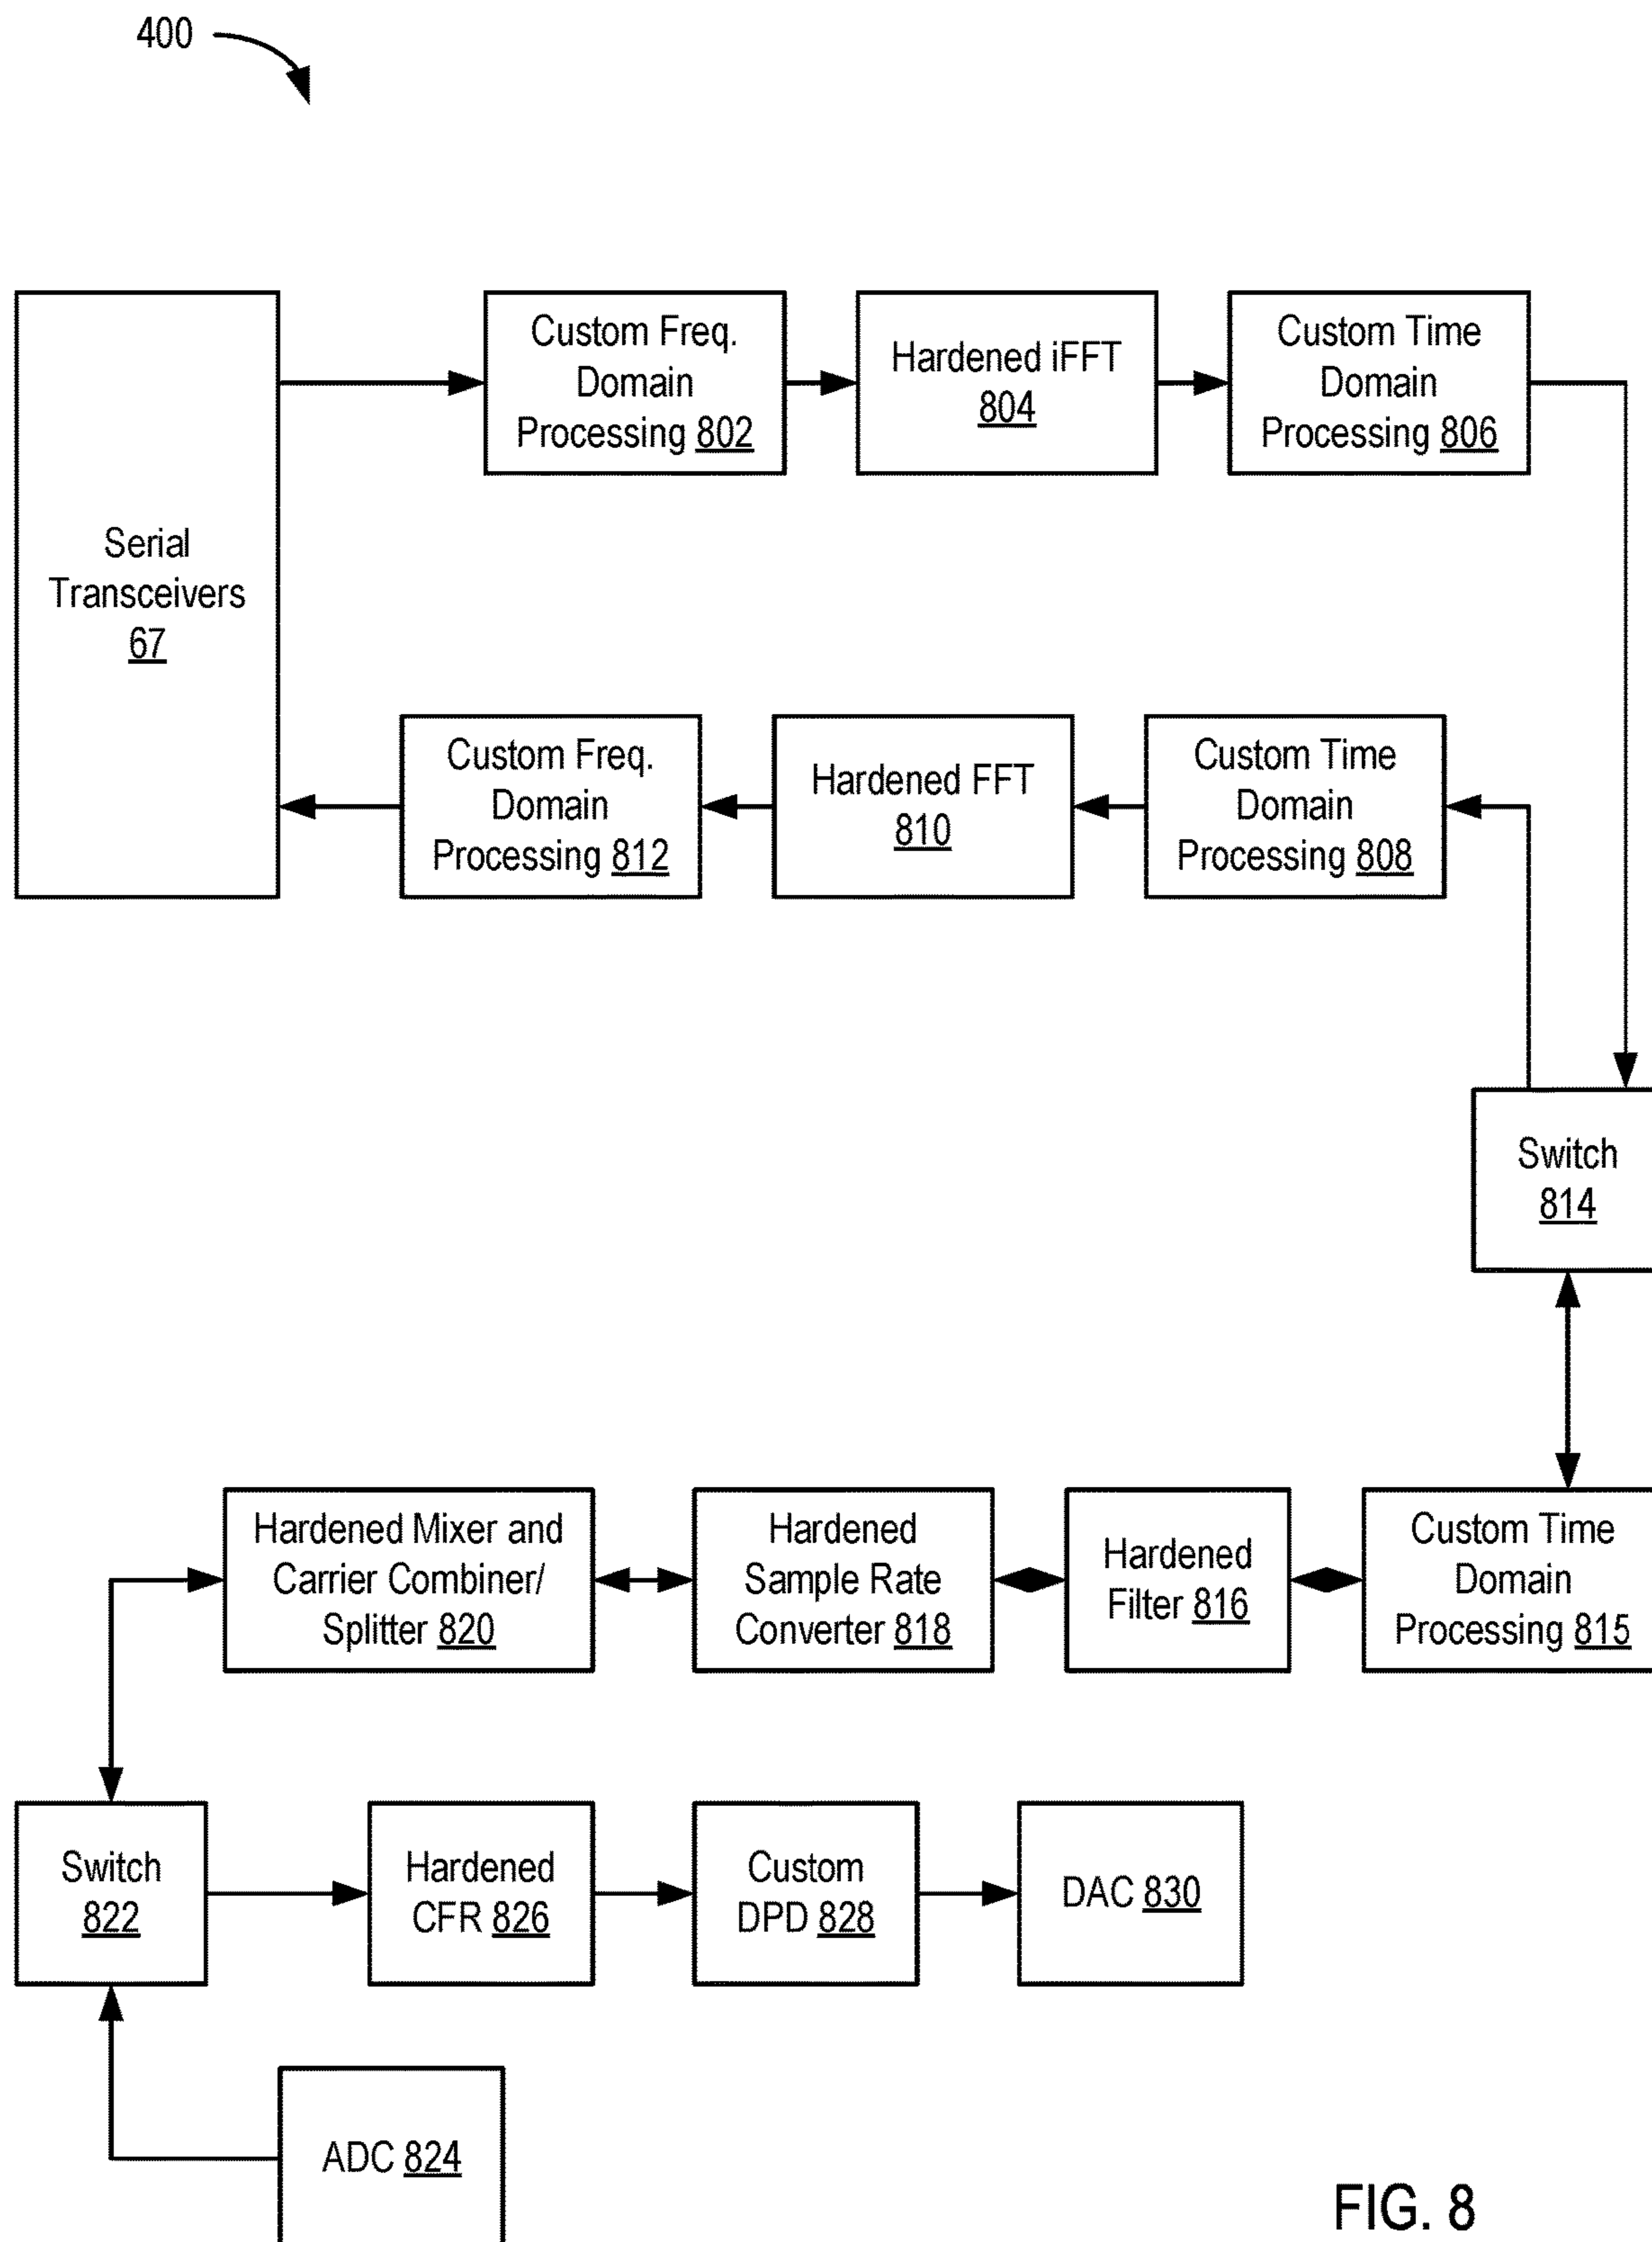 400
Custom Freq.
Domain
Processing 802
Hardened iFFT
804
Custom Time
Domain
Processing 806
Serial
Transceivers
67
Custom Freq.
Domain
Processing 812
Hardened FFT
810
Custom Time
Domain
Processing 808
Switch
814
Hardened Mixer and
Carrier Combiner/
Splitter 820
Hardened
Sample Rate
Converter 818
Hardened
Filter 816
Custom Time
Domain
Processing 815
Switch
822
Hardened
CFR 826
Custom
DPD 828
DAC 830
ADC 824
FIG. 8